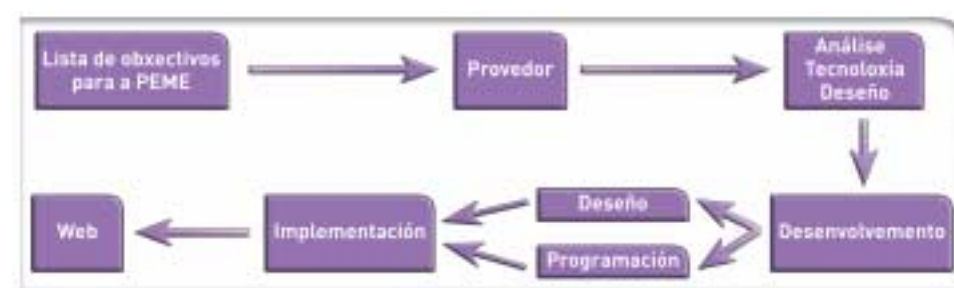 Lista de obxectivos
para a PEME
Provedor
Análise
Tecnoloxía
Deseño
Desenvolvemento
Deseño
Programación
Implementación
Web